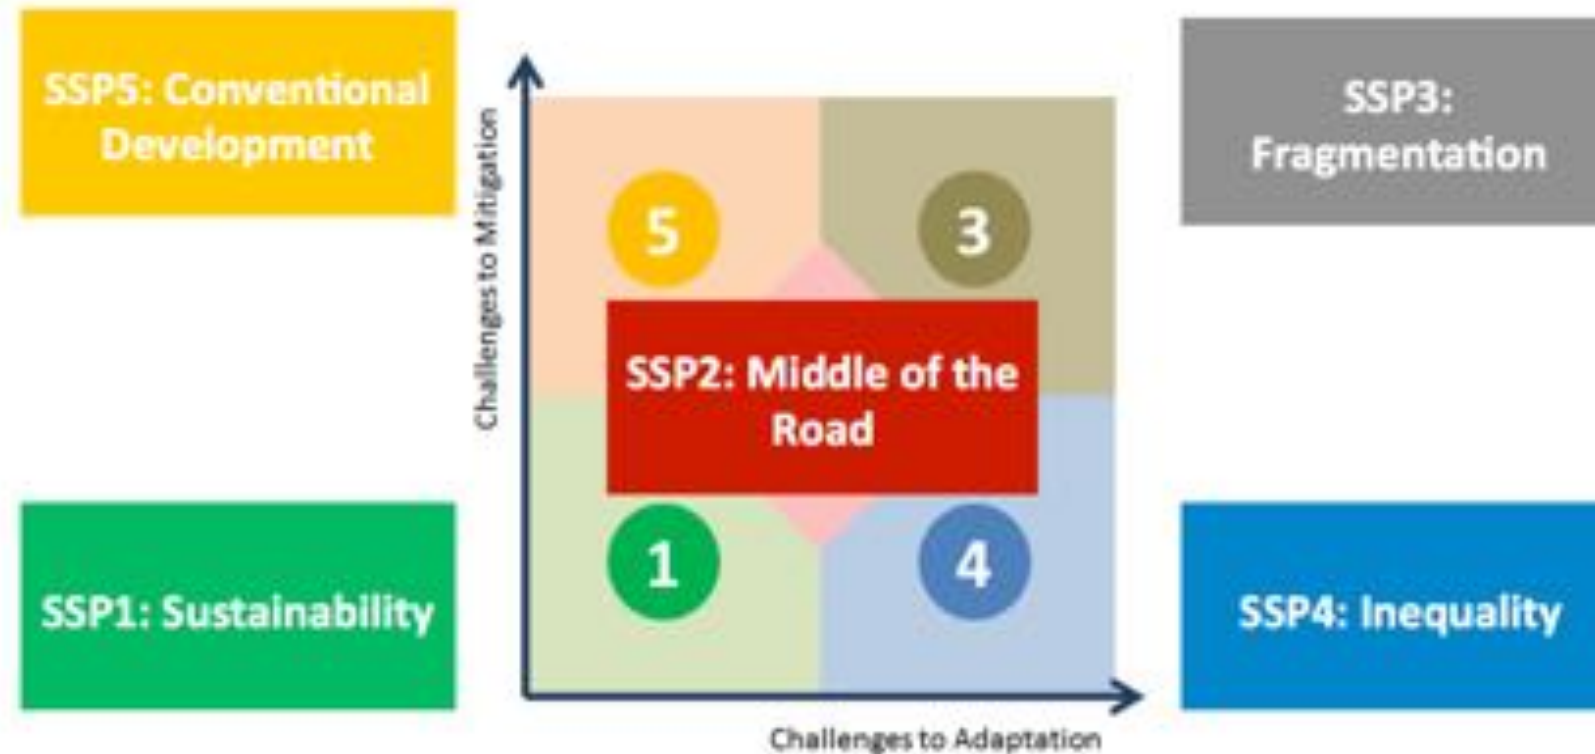 SSP5: Conventional
Development
SSP3:
Fragmentation
Challenges to Mitigation
5
3
SSP2: Middle of the
Road
1
4
SSP1: Sustainability
SSP4: Inequality
Challenges to Adaptation